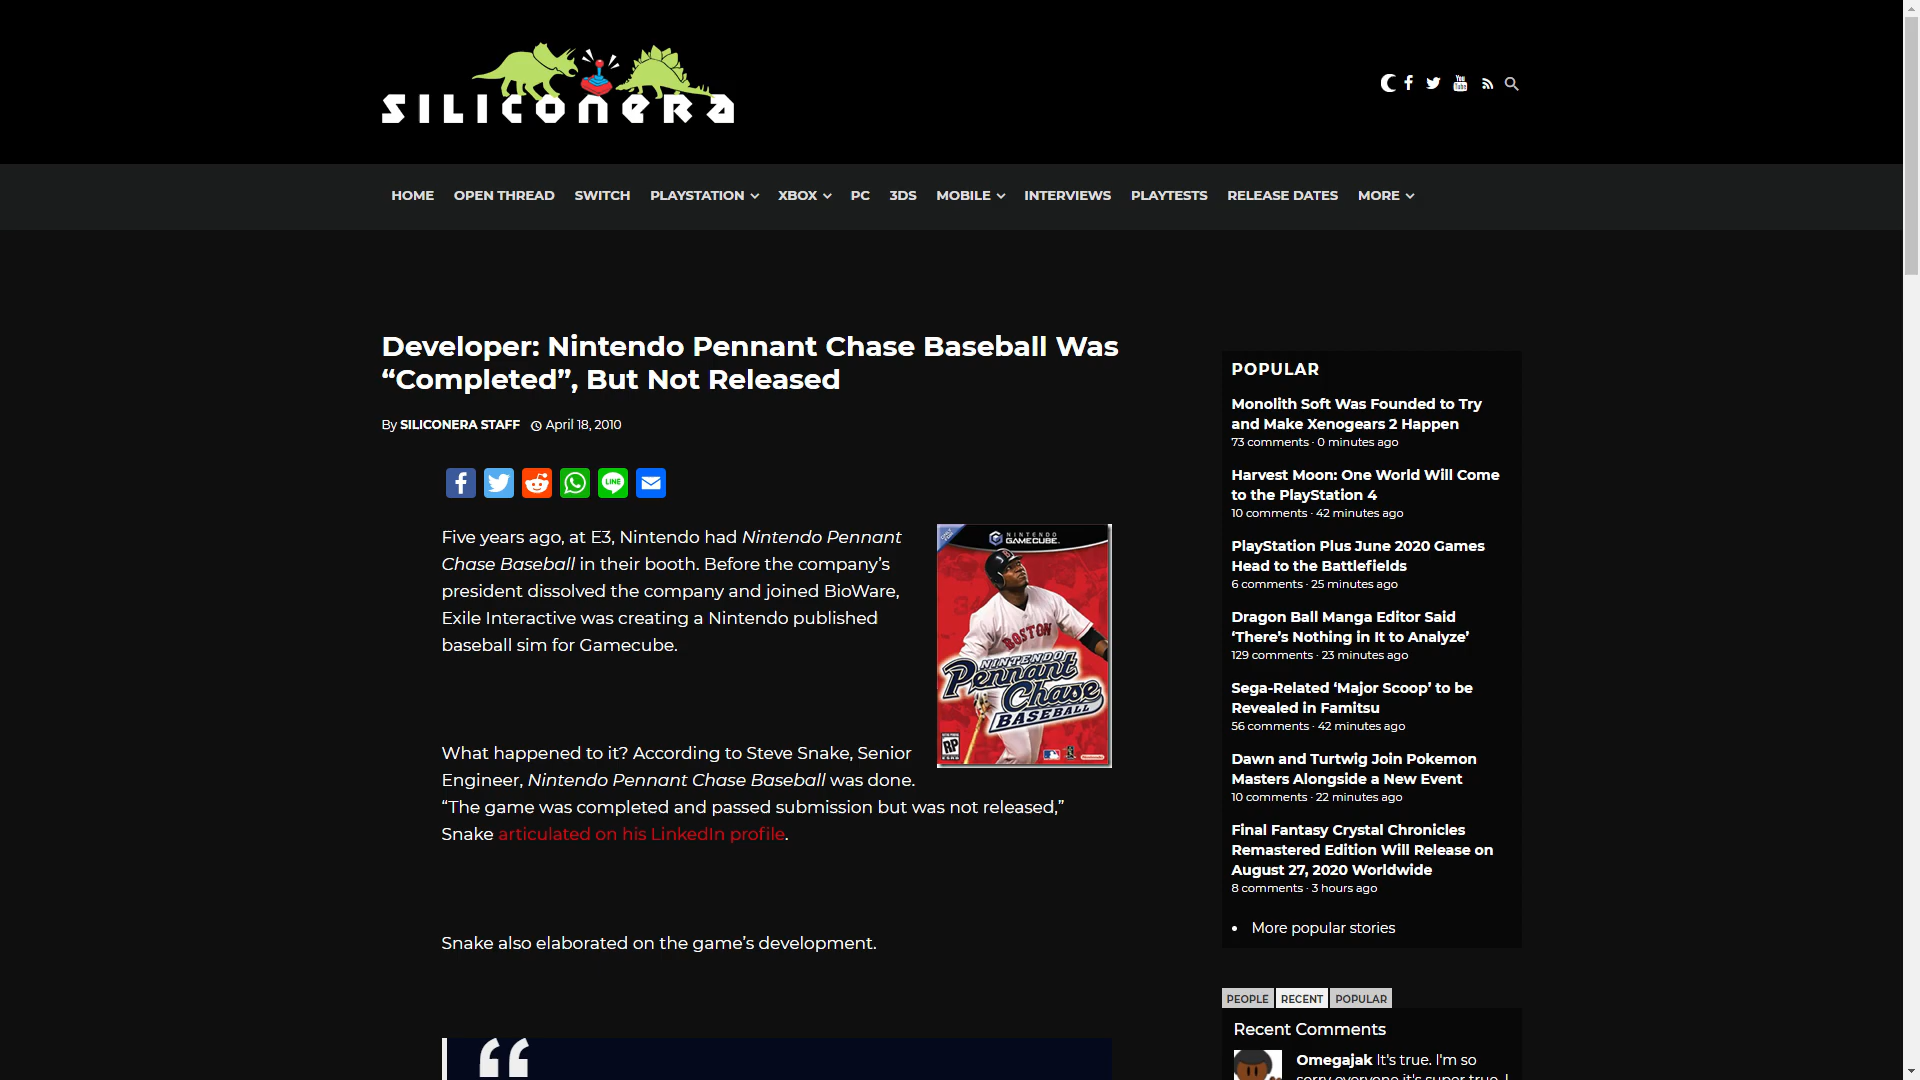 SILICONERA
HOME OPEN THREAD SWITCH PLAYSTATION XBOX PC 3DS MOBILE INTERVIEWS PLAYTESTS RELEASE DATES MORE
Developer: Nintendo Pennant Chase Baseball Was
“Completed”, But Not Released
By SILICONERA STAFF April 18, 2010
Five years ago, at E3, Nintendo had Nintendo Pennant
Chase Baseball in their booth. Before the company’s
president dissolved the company and joined BioWare,
Exile Interactive was creating a Nintendo published
baseball sim for Gamecube.
NINTENDO
GAMECUBE
BOSTON
NINTENDO
Pennant
Chase
BASEBALL
RP
What happened to it? According to Steve Snake, Senior
Engineer, Nintendo Pennant Chase Baseball was done.
“The game was completed and passed submission but was not released,”
Snake articulated on his LinkedIn profile.
Snake also elaborated on the game’s development.
“
POPULAR
Monolith Soft Was Founded to Try
and Make Xenogears 2 Happen
73 comments · 0 minutes ago
Harvest Moon: One World Will Come
to the PlayStation 4
10 comments · 42 minutes ago
PlayStation Plus June 2020 Games
Head to the Battlefields
6 comments · 25 minutes ago
Dragon Ball Manga Editor Said
‘There’s Nothing in It to Analyze’
129 comments · 23 minutes ago
Sega-Related ‘Major Scoop’ to be
Revealed in Famitsu
56 comments · 42 minutes ago
Dawn and Turtwig Join Pokemon
Masters Alongside a New Event
10 comments · 22 minutes ago
Final Fantasy Crystal Chronicles
Remastered Edition Will Release on
August 27, 2020 Worldwide
8 comments · 3 hours ago
• More popular stories
PEOPLE RECENT POPULAR
Recent Comments
Omegajak It's true. I'm so
sorry everyone it's super true. I